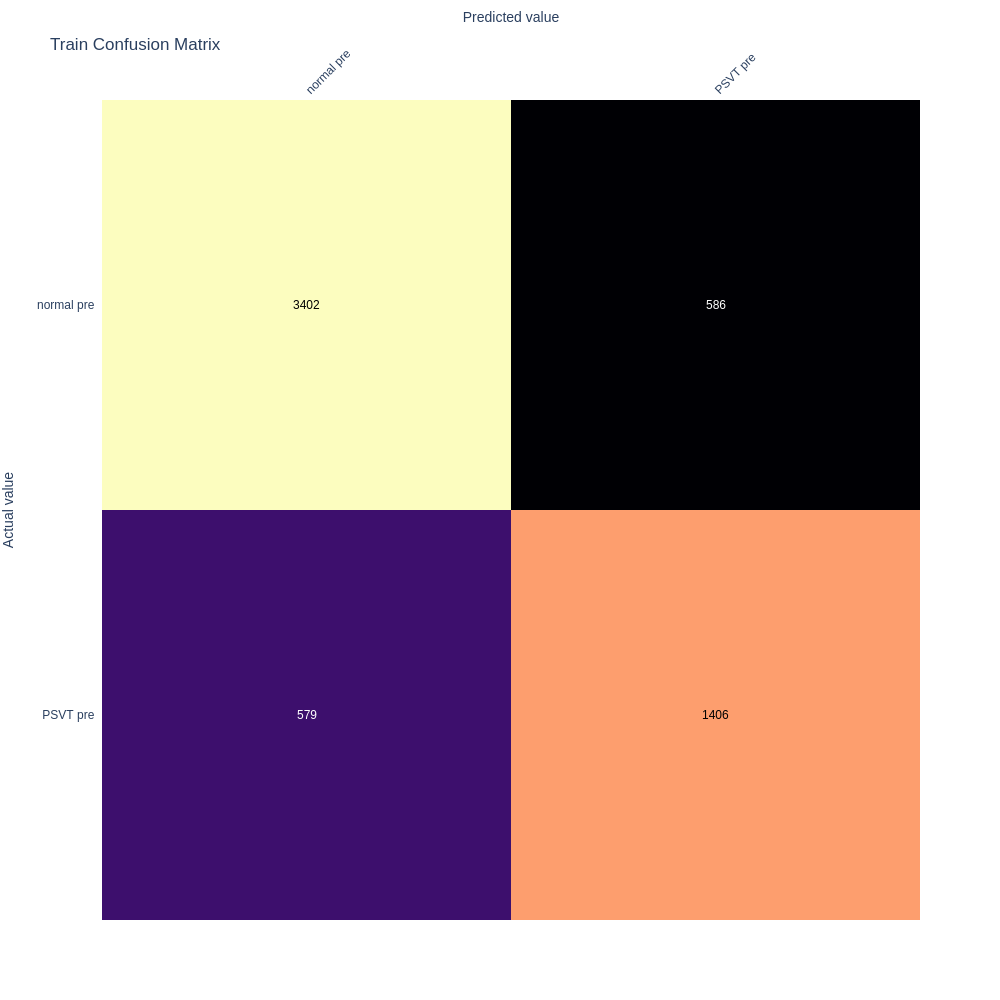 Predicted value
Train Confusion Matrix
normal pre
PSVT pre
normal pre
3402
586
Actual value
PSVT pre
579
1406